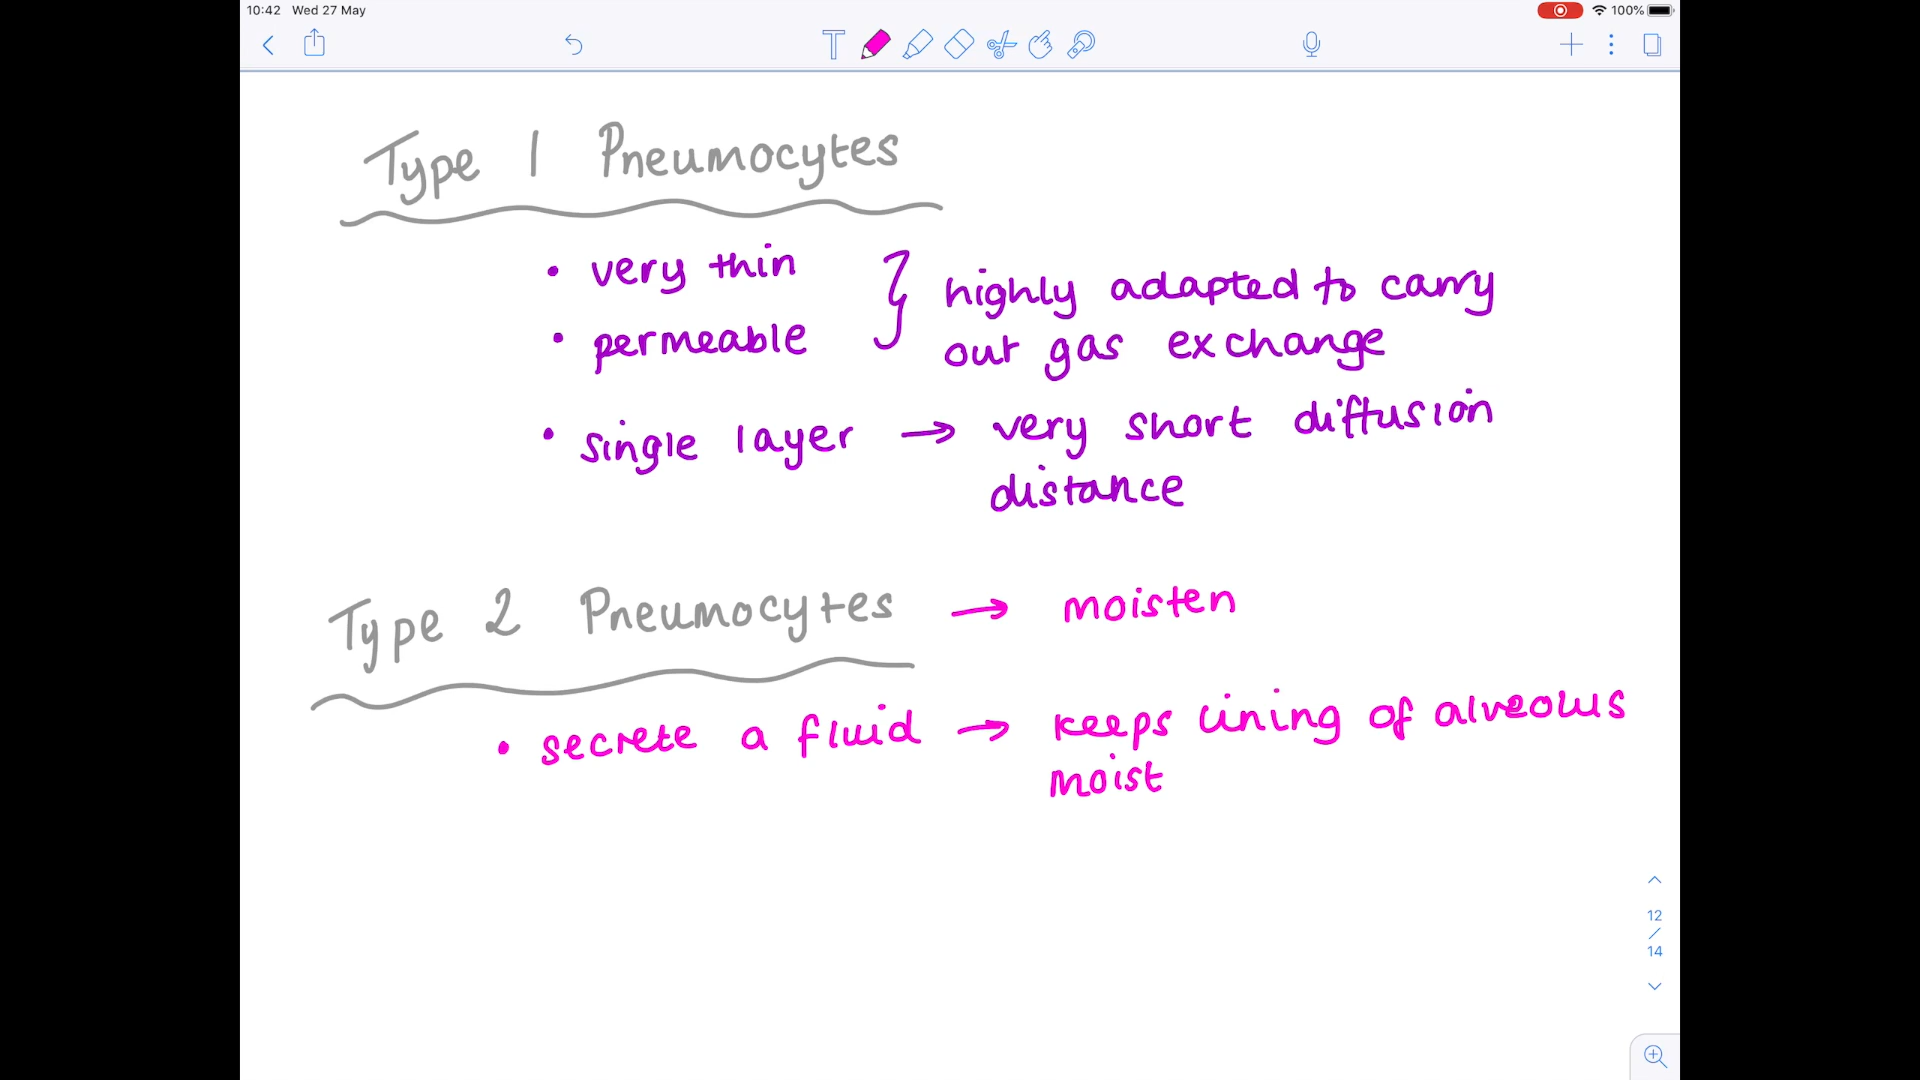 10:42 Wed 27 May
100%
T
Type 1 Pneumocytes
• very thin } highly adapted to carry
• permeable out gas exchange
• single layer → very short diffusion
distance
Type 2 Pneumocytes → moisten
• secrete a fluid → keeps lining of alveolus
moist
12
/
14